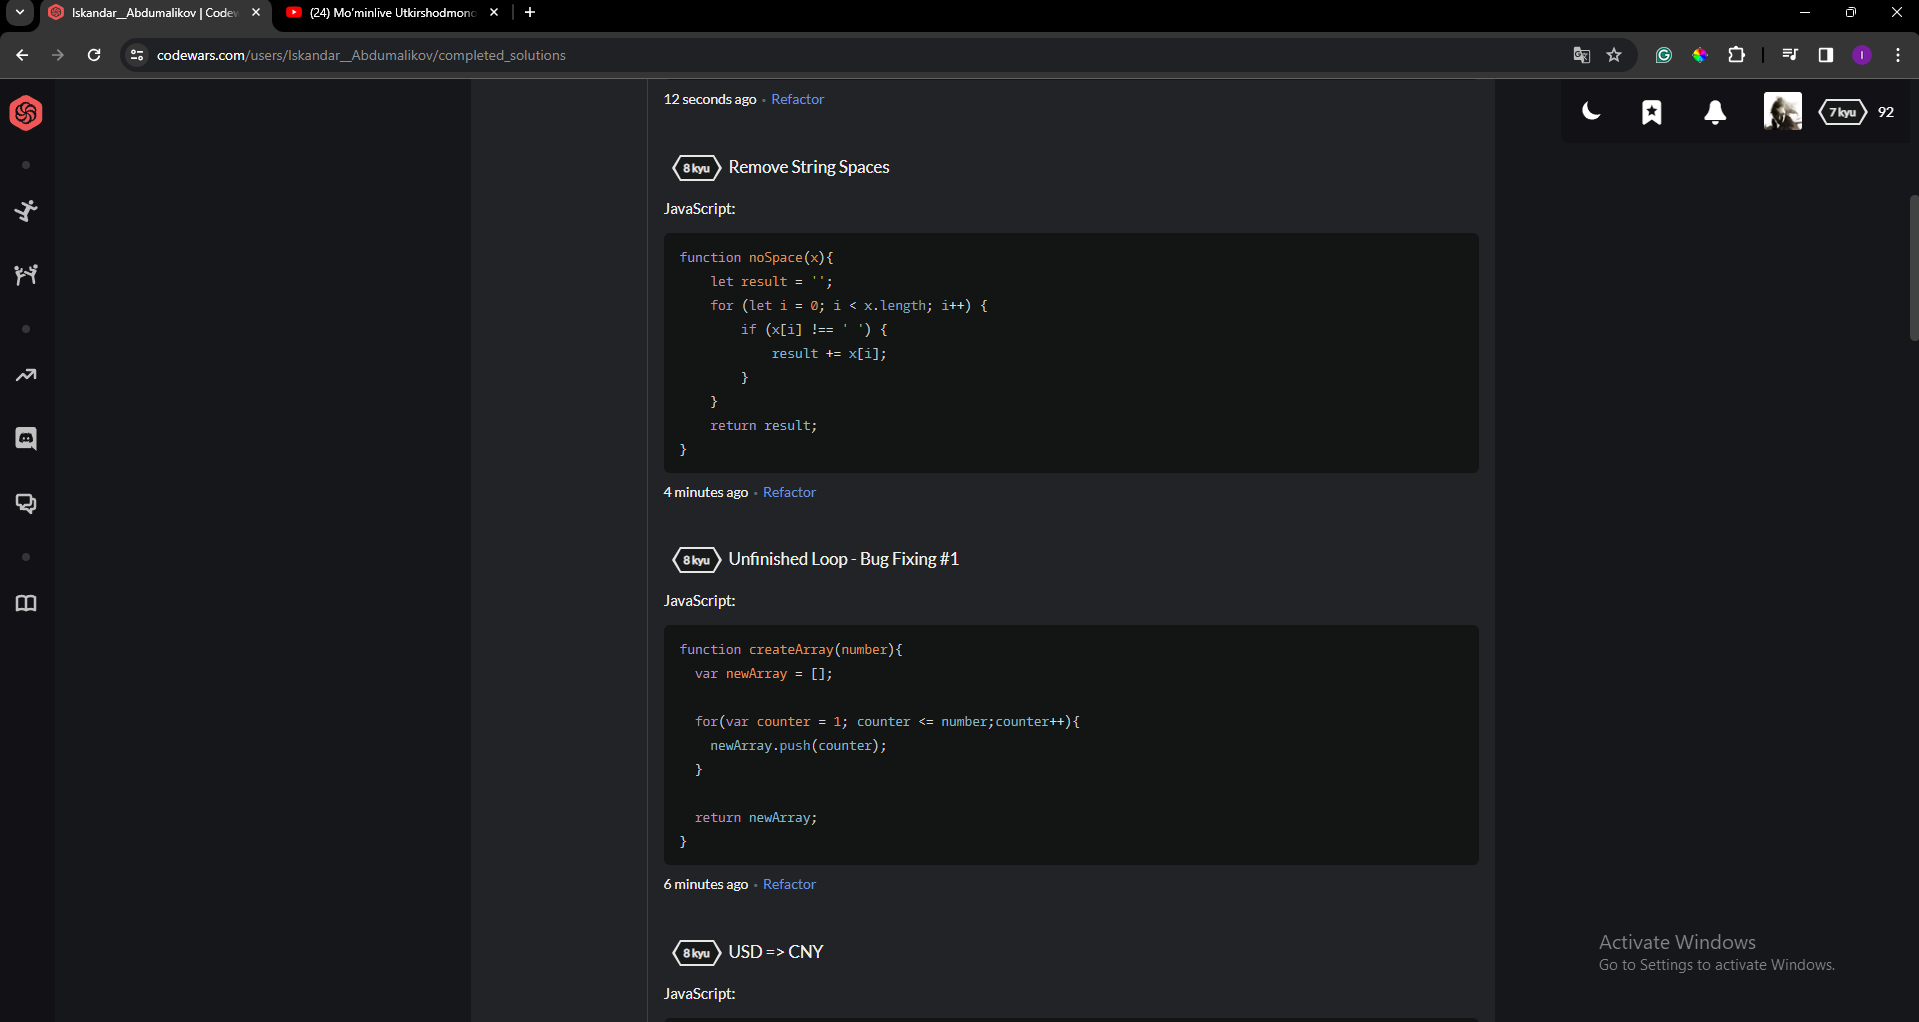 Iskandar__Abdumalikov | Codew
(24) Mo'minlive Utkirshodmono
codewars.com/users/Iskandar__Abdumalikov/completed_solutions
I
12 seconds ago • Refactor
7 kyu 92
8 kyu Remove String Spaces
JavaScript:
function noSpace(x){
    let result = '';
    for (let i = 0; i < x.length; i++) {
        if (x[i] !== ' ') {
            result += x[i];
        }
    }
    return result;
}
4 minutes ago • Refactor
8 kyu Unfinished Loop - Bug Fixing #1
JavaScript:
function createArray(number){
  var newArray = [];
  for(var counter = 1; counter <= number;counter++){
    newArray.push(counter);
  }
  return newArray;
}
6 minutes ago • Refactor
8 kyu USD => CNY
JavaScript:
Activate Windows
Go to Settings to activate Windows.